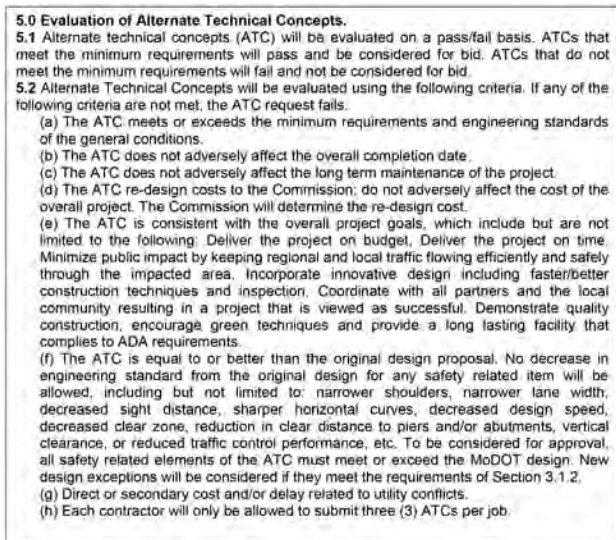 5.0 Evaluation of Alternate Technical Concepts.
5.1 Alternate technical concepts (ATC) will be evaluated on a pass/fail basis. ATCs that
meet the minimum requirements will pass and be considered for bid. ATCs that do not
meet the minimum requirements will fail and not be considered for bid.
5.2 Alternate Technical Concepts will be evaluated using the following criteria. If any of the
following criteria are not met, the ATC request fails.
(a) The ATC meets or exceeds the minimum requirements and engineering standards
of the general conditions.
(b) The ATC does not adversely affect the overall completion date.
(c) The ATC does not adversely affect the long term maintenance of the project.
(d) The ATC re-design costs to the Commission; do not adversely affect the cost of the
overall project. The Commission will determine the re-design cost.
(e) The ATC is consistent with the overall project goals, which include but are not
limited to the following: Deliver the project on budget, Deliver the project on time,
Minimize public impact by keeping regional and local traffic flowing efficiently and safely
through the impacted area, Incorporate innovative design including faster/better
construction techniques and inspection, Coordinate with all partners and the local
community resulting in a project that is viewed as successful. Demonstrate quality
construction, encourage green techniques and provide a long lasting facility that
complies to ADA requirements.
(f) The ATC is equal to or better than the original design proposal. No decrease in
engineering standard from the original design for any safety related item will be
allowed, including but not limited to: narrower shoulders, narrower lane width,
decreased sight distance, sharper horizontal curves, decreased design speed,
decreased clear zone, reduction in clear distance to piers and/or abutments, vertical
clearance, or reduced traffic control performance, etc. To be considered for approval,
all safety related elements of the ATC must meet or exceed the MoDOT design. New
design exceptions will be considered if they meet the requirements of Section 3.1.2.
(g) Direct or secondary cost and/or delay related to utility conflicts.
(h) Each contractor will only be allowed to submit three (3) ATCs per job.